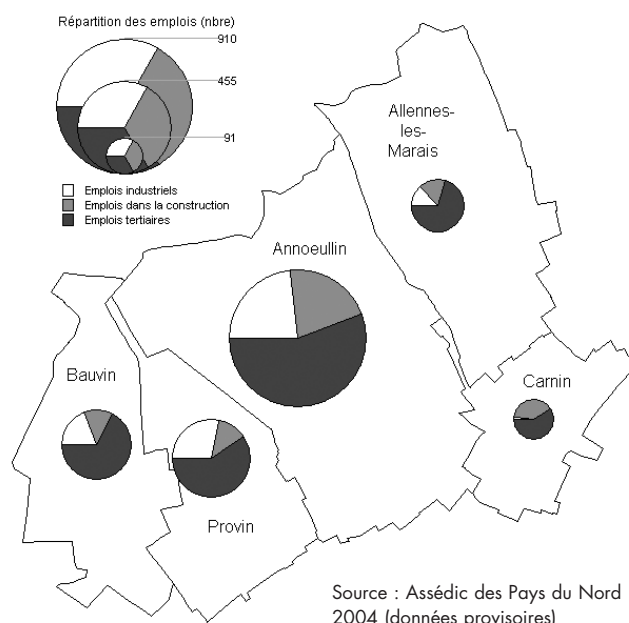 Répartition des emplois (nbre)
910
455
91
Emplois industriels
Emplois dans la construction
Emplois tertiaires
Allennes-
les-
Marais
Annoeullin
Bauvin
Carnin
Provin
Source : Assédic des Pays du Nord
2004 (données provisoires)